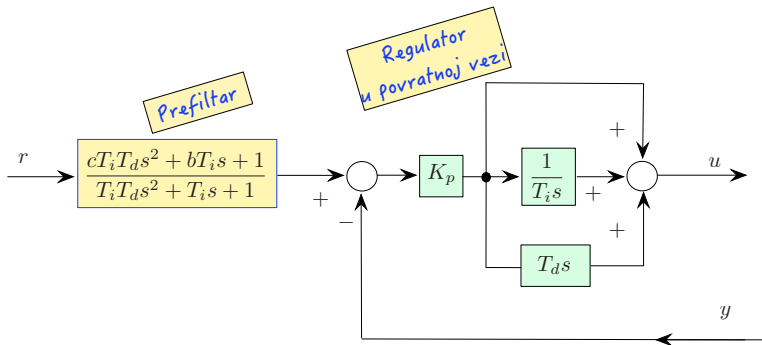 Regulator
u povratnoj vezi
Prefiltar
r
cT_iT_ds^2 + bT_is + 1
T_iT_ds^2 + T_is + 1
+
−
K_p
1
T_is
T_ds
+
+
+
u
y